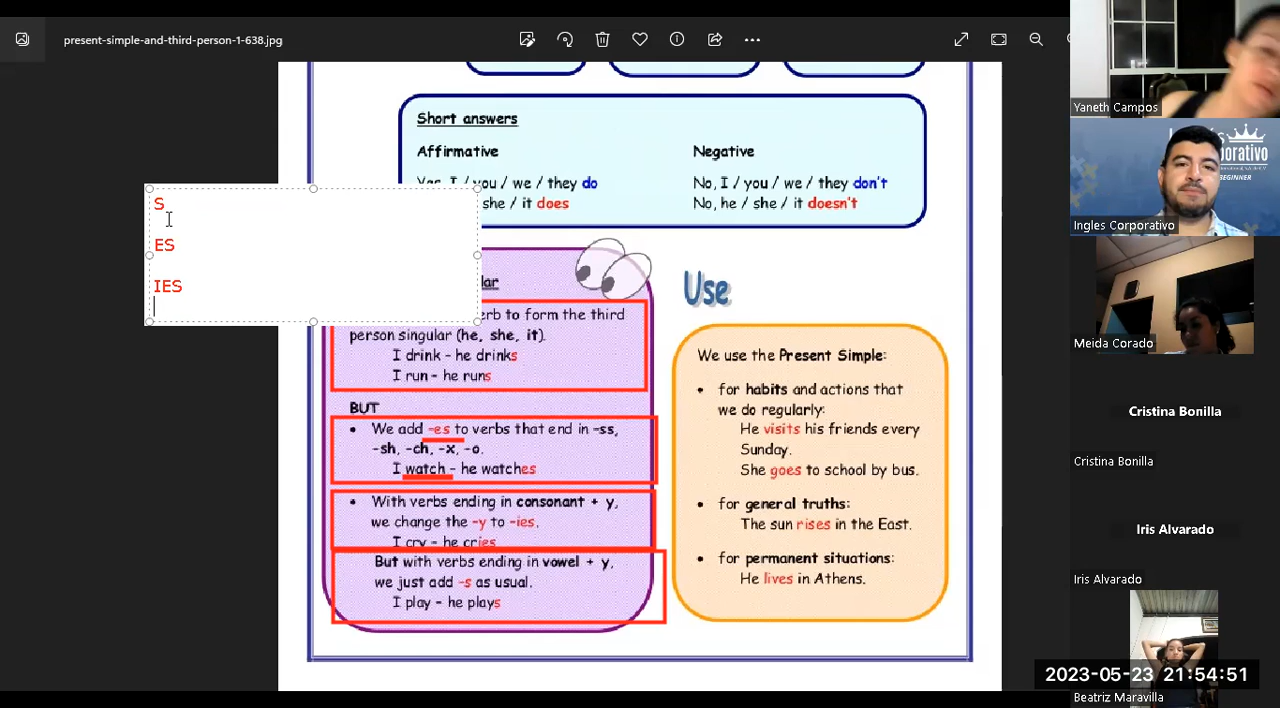 present-simple-and-third-person-1-638.jpg
Short answers
Affirmative
Negative
Yes, I / you / we / they do
No, I / you / we / they don't
she / it does
No, he / she / it doesn't
S
ES
IES
verb to form the third
person singular (he, she, it).
I drink - he drinks
I run - he runs
BUT
• We add -es to verbs that end in -ss,
-sh, -ch, -x, -o.
I watch - he watches
• With verbs ending in consonant + y,
we change the -y to -ies.
I cry - he cries
But with verbs ending in vowel + y,
we just add -s as usual.
I play - he plays
Use
We use the Present Simple:
• for habits and actions that
we do regularly:
He visits his friends every
Sunday.
She goes to school by bus.
• for general truths:
The sun rises in the East.
• for permanent situations:
He lives in Athens.
Yaneth Campos
BEGINNER
Ingles Corporativo
Meida Corado
Cristina Bonilla
Cristina Bonilla
Iris Alvarado
Iris Alvarado
2023-05-23 21:54:51
Beatriz Maravilla